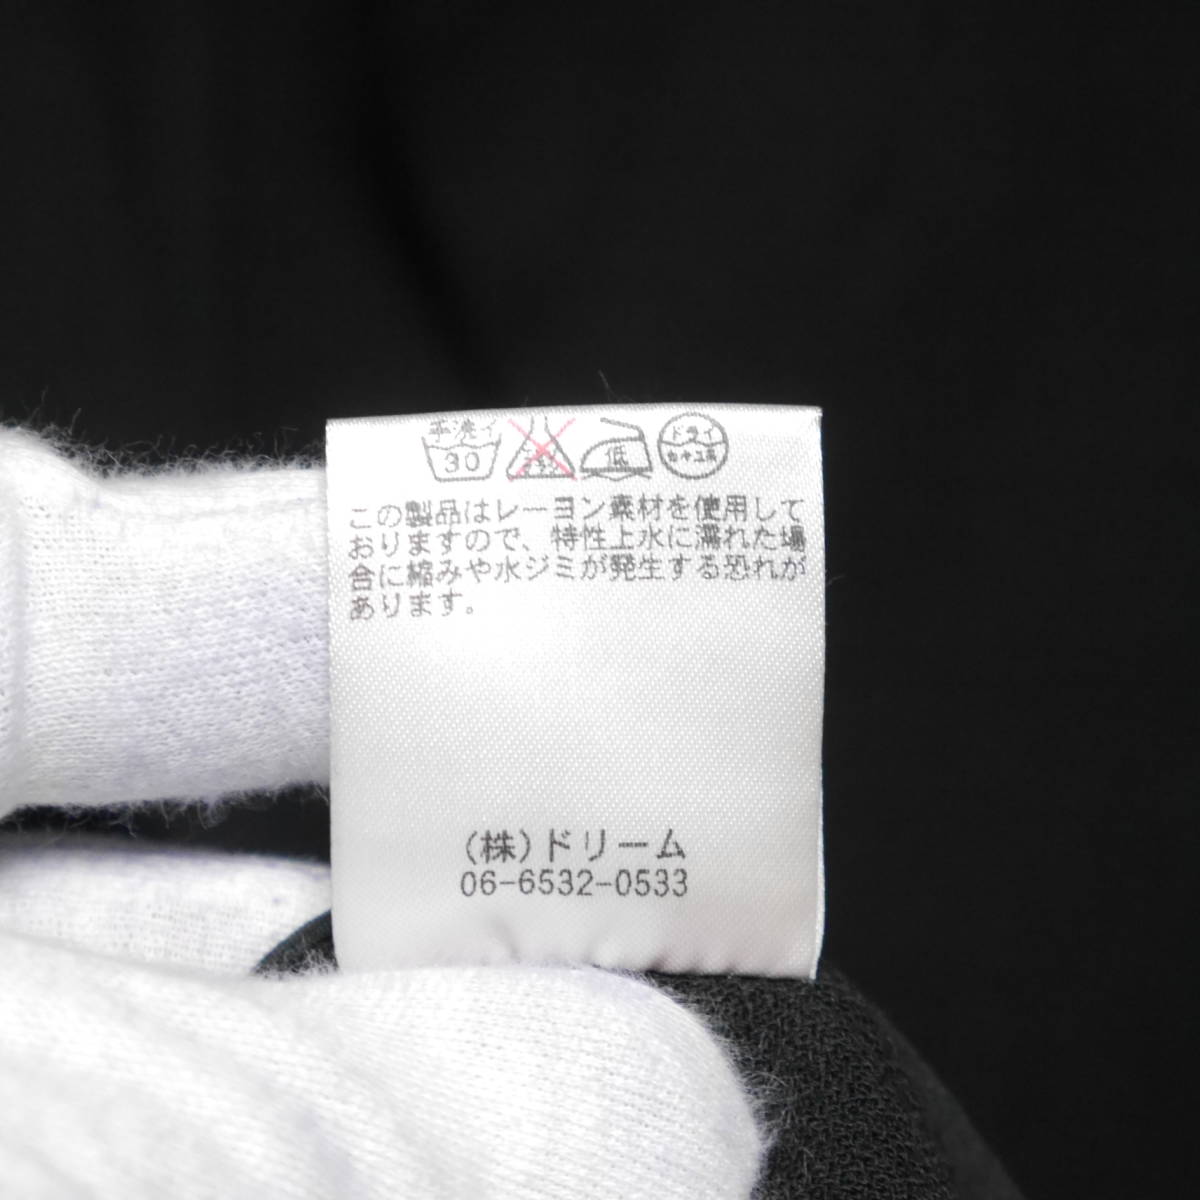 手洗イ
30
低
ドライ
セキユ系
この製品はレーヨン素材を使用して
おりますので、特性上水に濡れた場
合に縮みや水ジミが発生する恐れが
あります。
(株)ドリーム
06-6532-0533